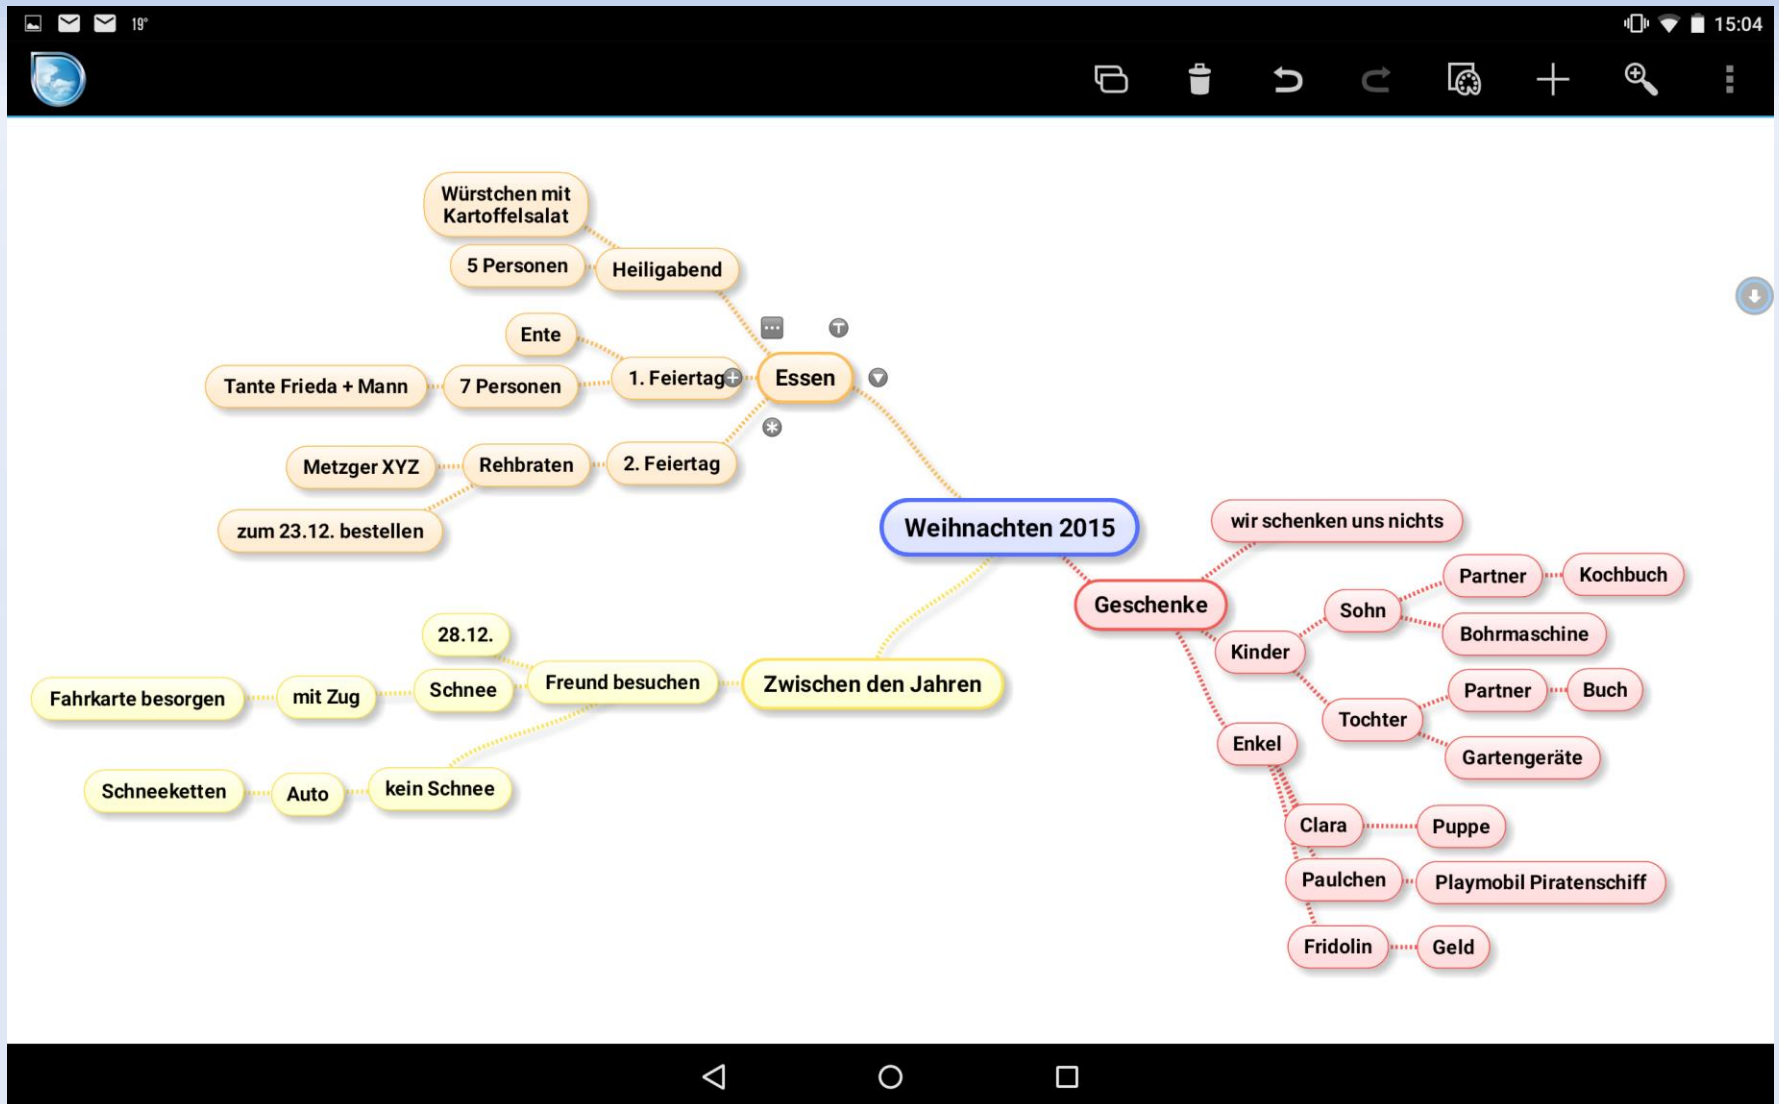 19°
15:04
Würstchen mit
Kartoffelsalat
5 Personen
Heiligabend
Ente
Tante Frieda + Mann
7 Personen
1. Feiertag
Essen
Metzger XYZ
Rehbraten
2. Feiertag
zum 23.12. bestellen
Weihnachten 2015
wir schenken uns nichts
Geschenke
Kinder
Sohn
Partner
Kochbuch
Bohrmaschine
Tochter
Partner
Buch
Gartengeräte
Enkel
Clara
Puppe
Paulchen
Playmobil Piratenschiff
Fridolin
Geld
Zwischen den Jahren
Freund besuchen
28.12.
Schnee
mit Zug
Fahrkarte besorgen
kein Schnee
Auto
Schneeketten